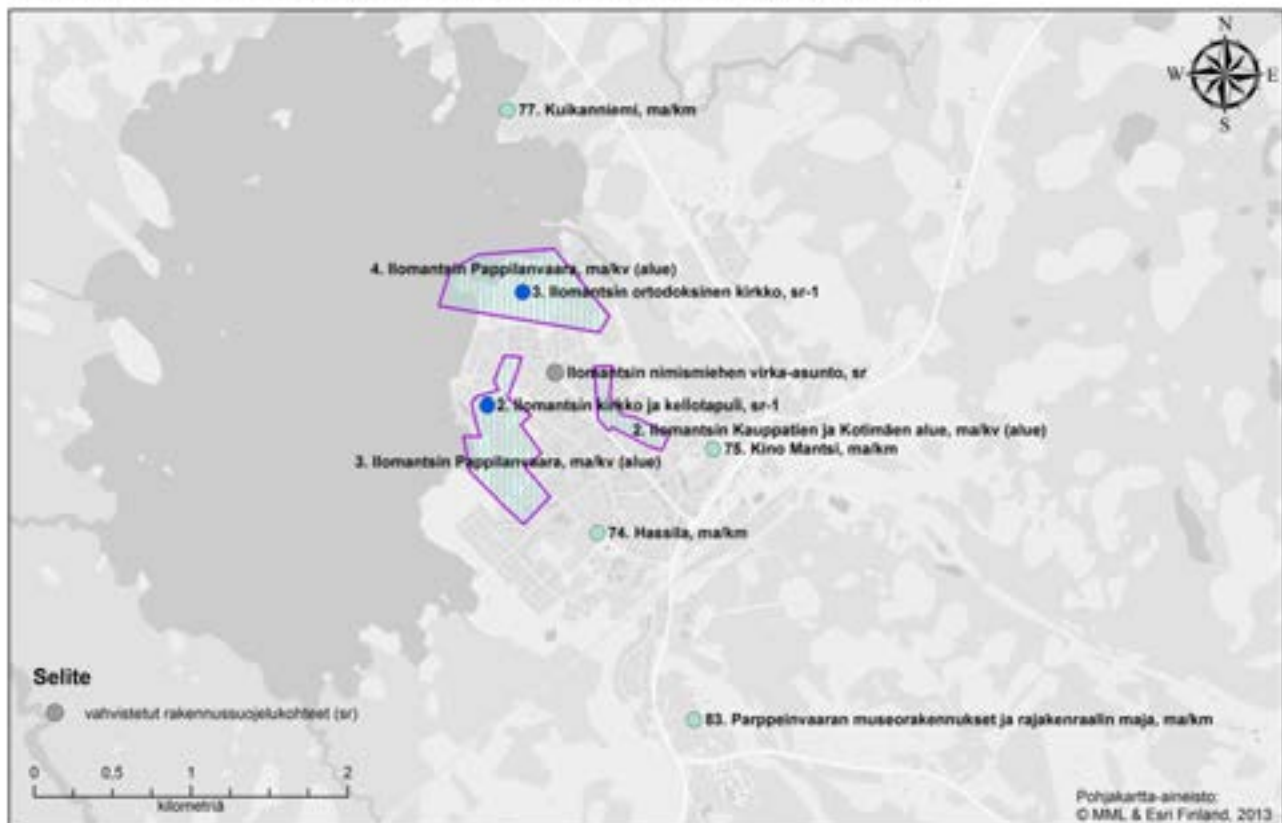 N
W E
S
77. Kuikanniemi, ma/km
4. Ilomantsin Pappilanvaara, ma/kv (alue)
3. Ilomantsin ortodoksinen kirkko, sr-1
Ilomantsin nimismiehen virka-asunto, sr
2. Ilomantsin kirkko ja kellotapuli, sr-1
2. Ilomantsin Kauppatien ja Kotimäen alue, ma/kv (alue)
75. Kino Mantsi, ma/km
3. Ilomantsin Pappilanvaara, ma/kv (alue)
74. Hassila, ma/km
Selite
vahvistetut rakennussuojelukohteet (sr)
83. Parppeinvaaran museorakennukset ja rajakenraalin maja, ma/km
0 0,5 1 2
kilometriä
Pohjakartta-aineisto:
© MML & Esri Finland, 2013